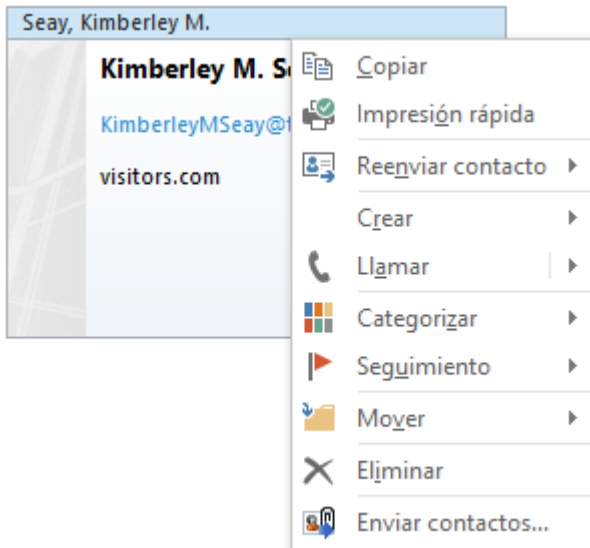 Seay, Kimberley M.
Kimberley M. S
KimberleyMSeay@
visitors.com
Copiar
Impresión rápida
Reenviar contacto
Crear
Llamar
Categorizar
Seguimiento
Mover
Eliminar
Enviar contactos...